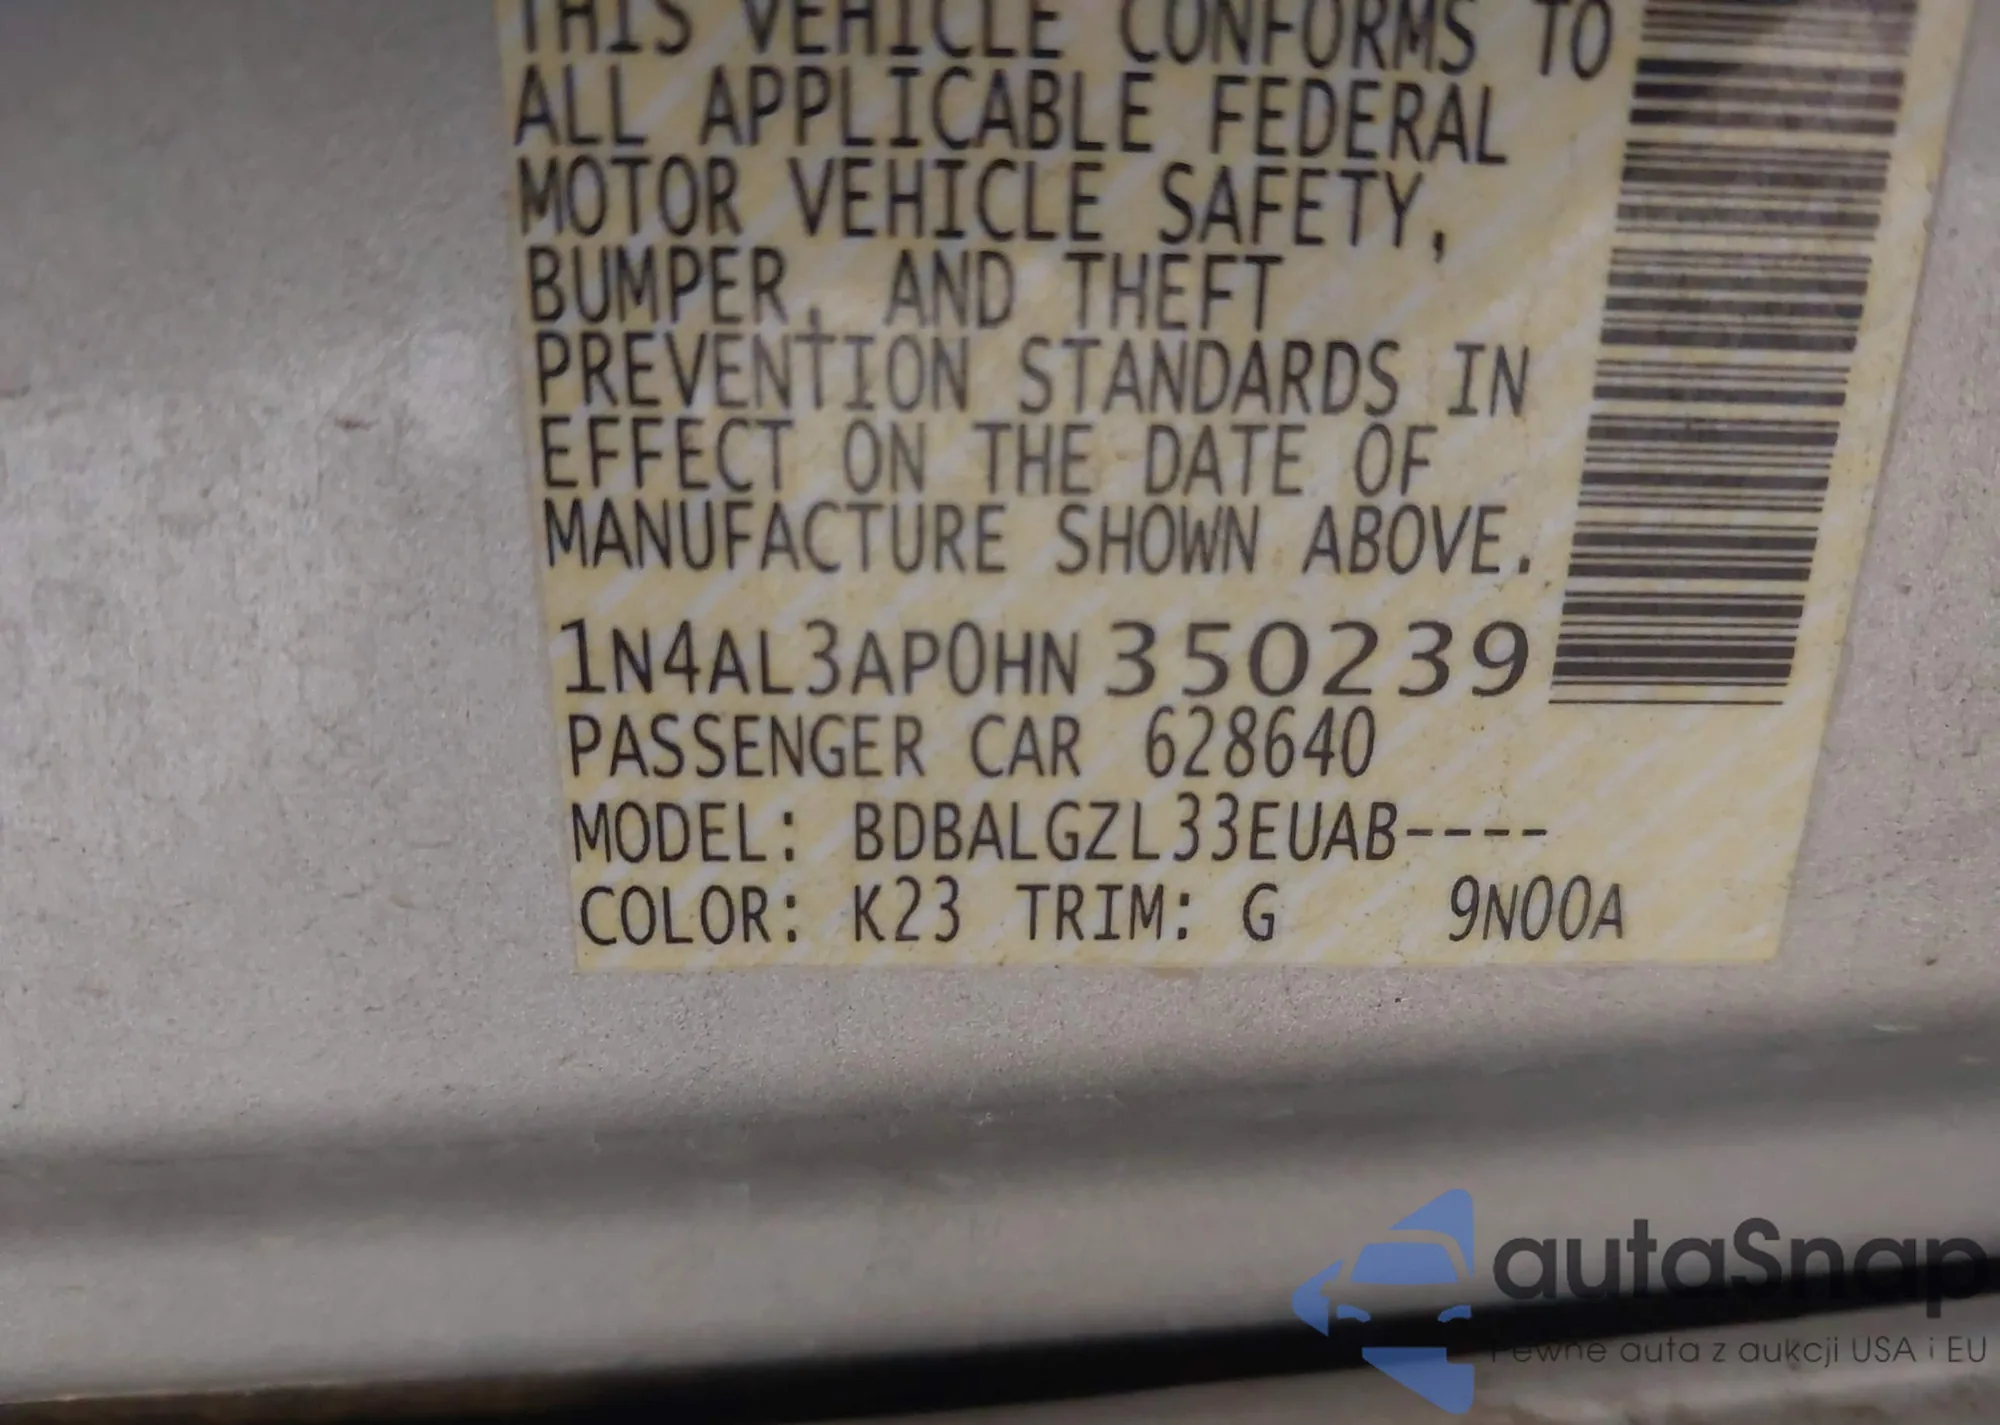 THIS VEHICLE CONFORMS TO
ALL APPLICABLE FEDERAL
MOTOR VEHICLE SAFETY,
BUMPER, AND THEFT
PREVENTION STANDARDS IN
EFFECT ON THE DATE OF
MANUFACTURE SHOWN ABOVE.
1N4AL3AP0HN350239
PASSENGER CAR 628640
MODEL: BDBALGZL33EUAB----
COLOR: K23 TRIM: G 9N00A
autaSnap
Pewne auta z aukcji USA i EU